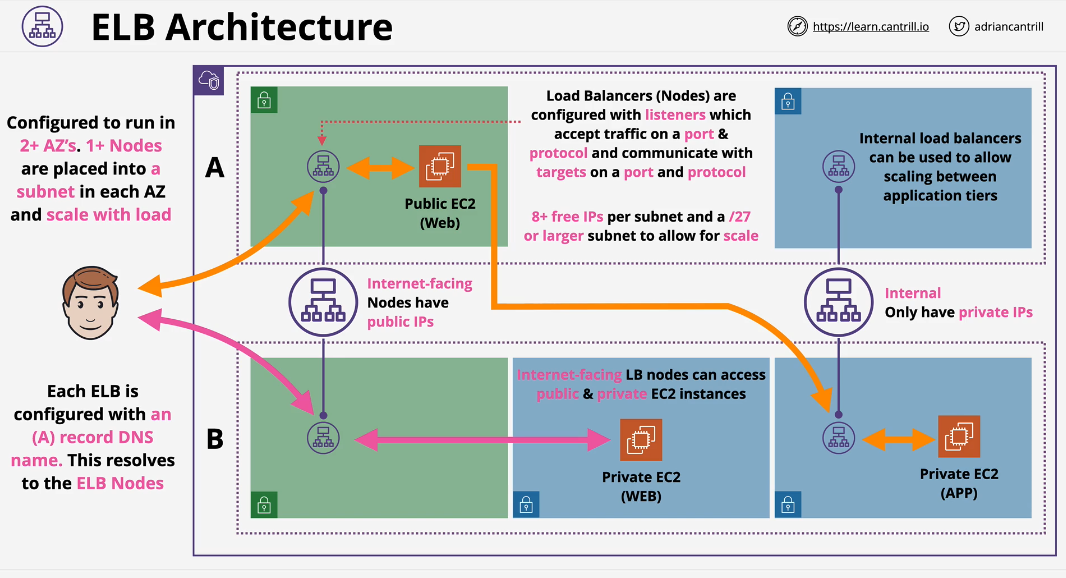 ELB Architecture
https://learn.cantrill.io
adriancantrill
Configured to run in
2+ AZ's. 1+ Nodes
are placed into a
subnet in each AZ
and scale with load
A
Public EC2
(Web)
Load Balancers (Nodes) are
configured with listeners which
accept traffic on a port &
protocol and communicate with
targets on a port and protocol
8+ free IPs per subnet and a /27
or larger subnet to allow for scale
Internal load balancers
can be used to allow
scaling between
application tiers
Internet-facing
Nodes have
public IPs
Internal
Only have private IPs
Each ELB is
configured with an
(A) record DNS
name. This resolves
to the ELB Nodes
B
Internet-facing LB nodes can access
public & private EC2 instances
Private EC2
(WEB)
Private EC2
(APP)